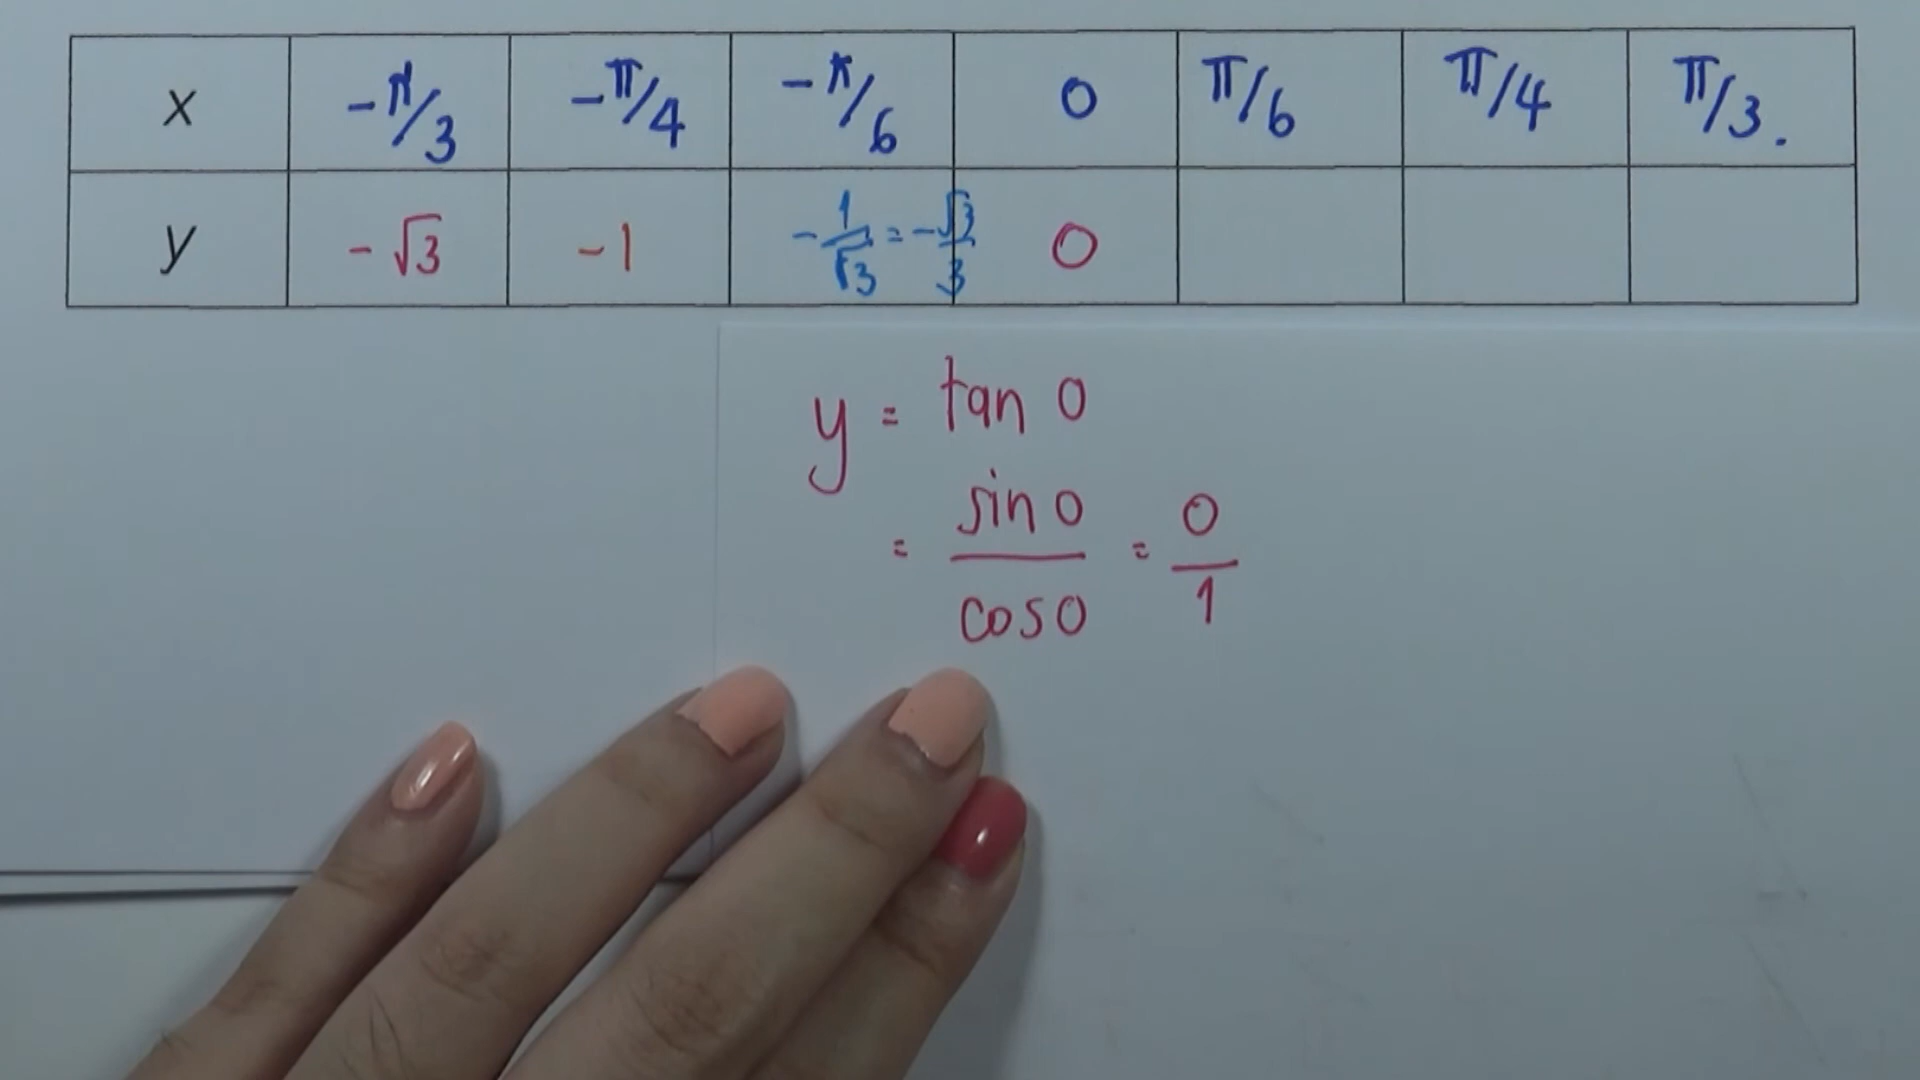 x -π/3 -π/4 -π/6 0 π/6 π/4 π/3.
y -√3 -1 -1/√3 = -√3/3 0
y = tan 0
= sin 0 / cos 0 = 0/1